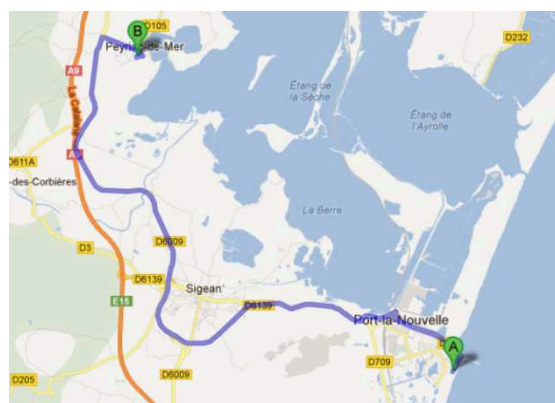 B
D105
D232
Peyriac-de-Mer
A9
La Catalane
Étang de
la Sèche
Étang de
l'Ayrolle
A9
D611A
-des-Corbières
La Berre
D6009
D3
D6139
E15
Sigean
D6139
Port-la-Nouvelle
A
D709
D205
D6009